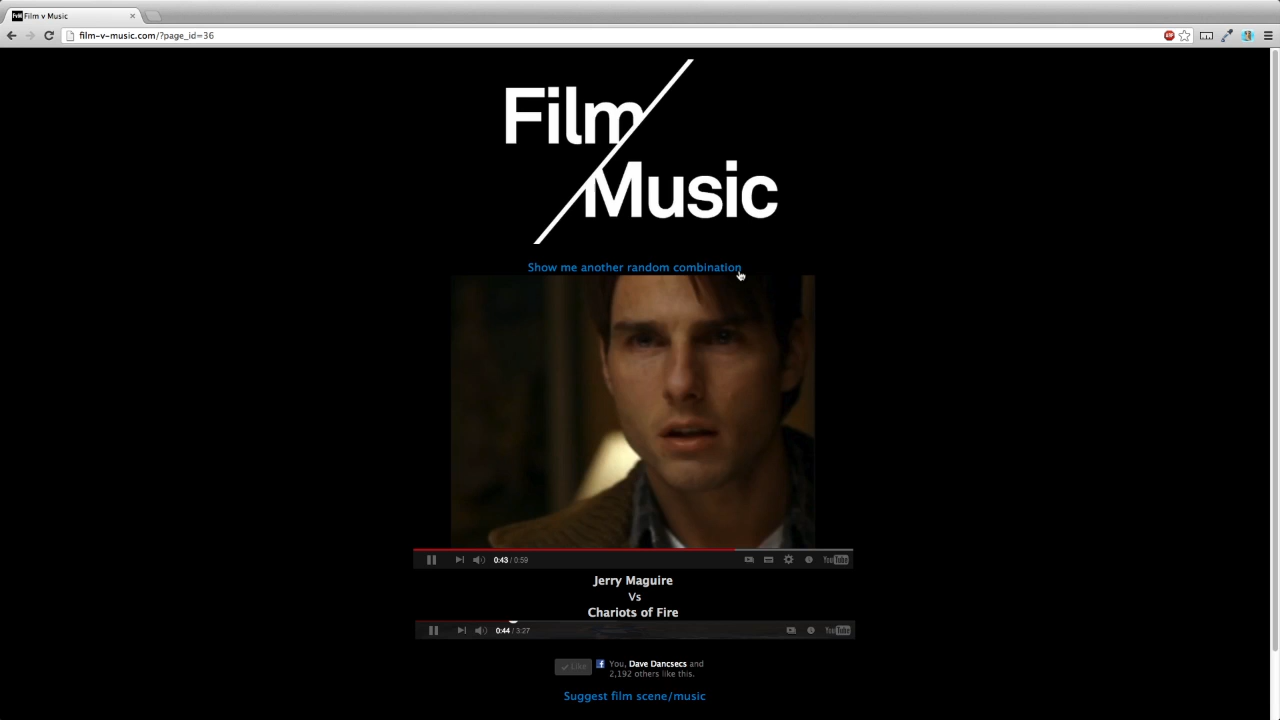 Film v Music
film-v-music.com/?page_id=36
Film
Music
Show me another random combination
0:43 / 0:59
YouTube
Jerry Maguire
Vs
Chariots of Fire
0:44 / 3:27
YouTube
Like
You, Dave Dancsecs and
2,192 others like this.
Suggest film scene/music